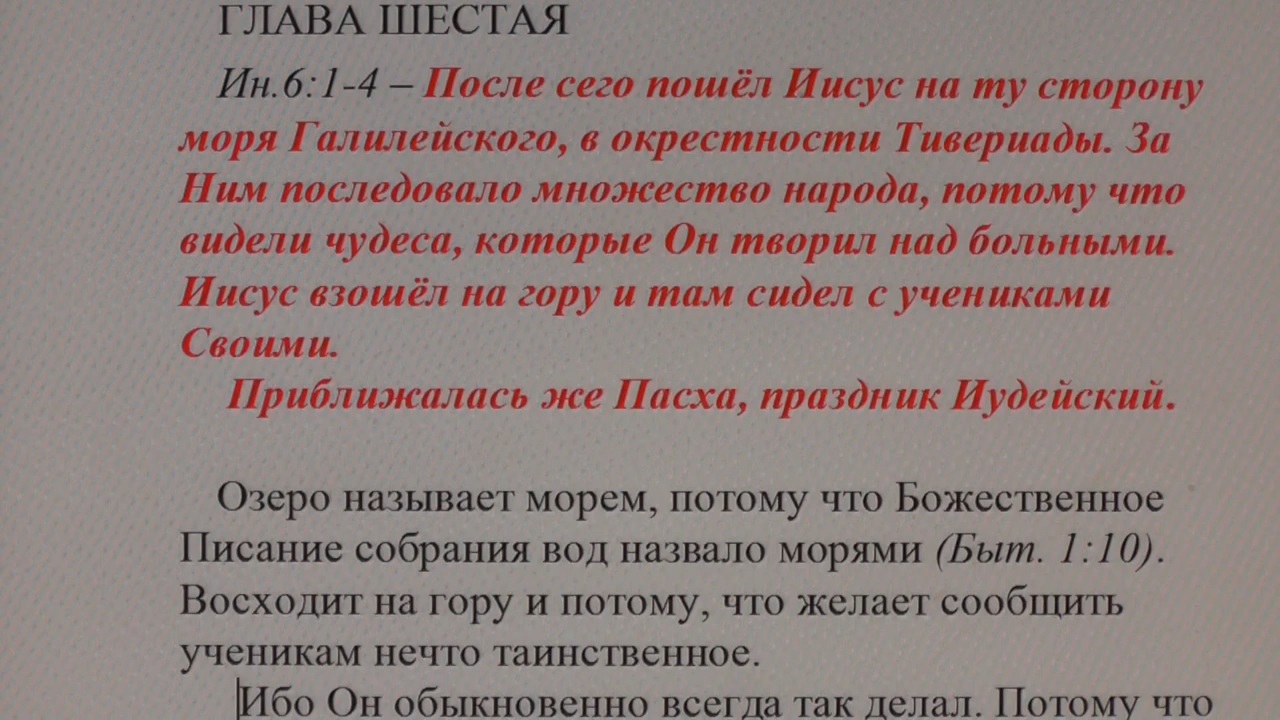 ГЛАВА ШЕСТАЯ
Ин.6:1-4 – После сего пошёл Иисус на ту сторону
моря Галилейского, в окрестности Тивериады. За
Ним последовало множество народа, потому что
видели чудеса, которые Он творил над больными.
Иисус взошёл на гору и там сидел с учениками
Своими.
Приближалась же Пасха, праздник Иудейский.
Озеро называет морем, потому что Божественное
Писание собрания вод назвало морями (Быт. 1:10).
Восходит на гору и потому, что желает сообщить
ученикам нечто таинственное.
Ибо Он обыкновенно всегда так делал. Потому что